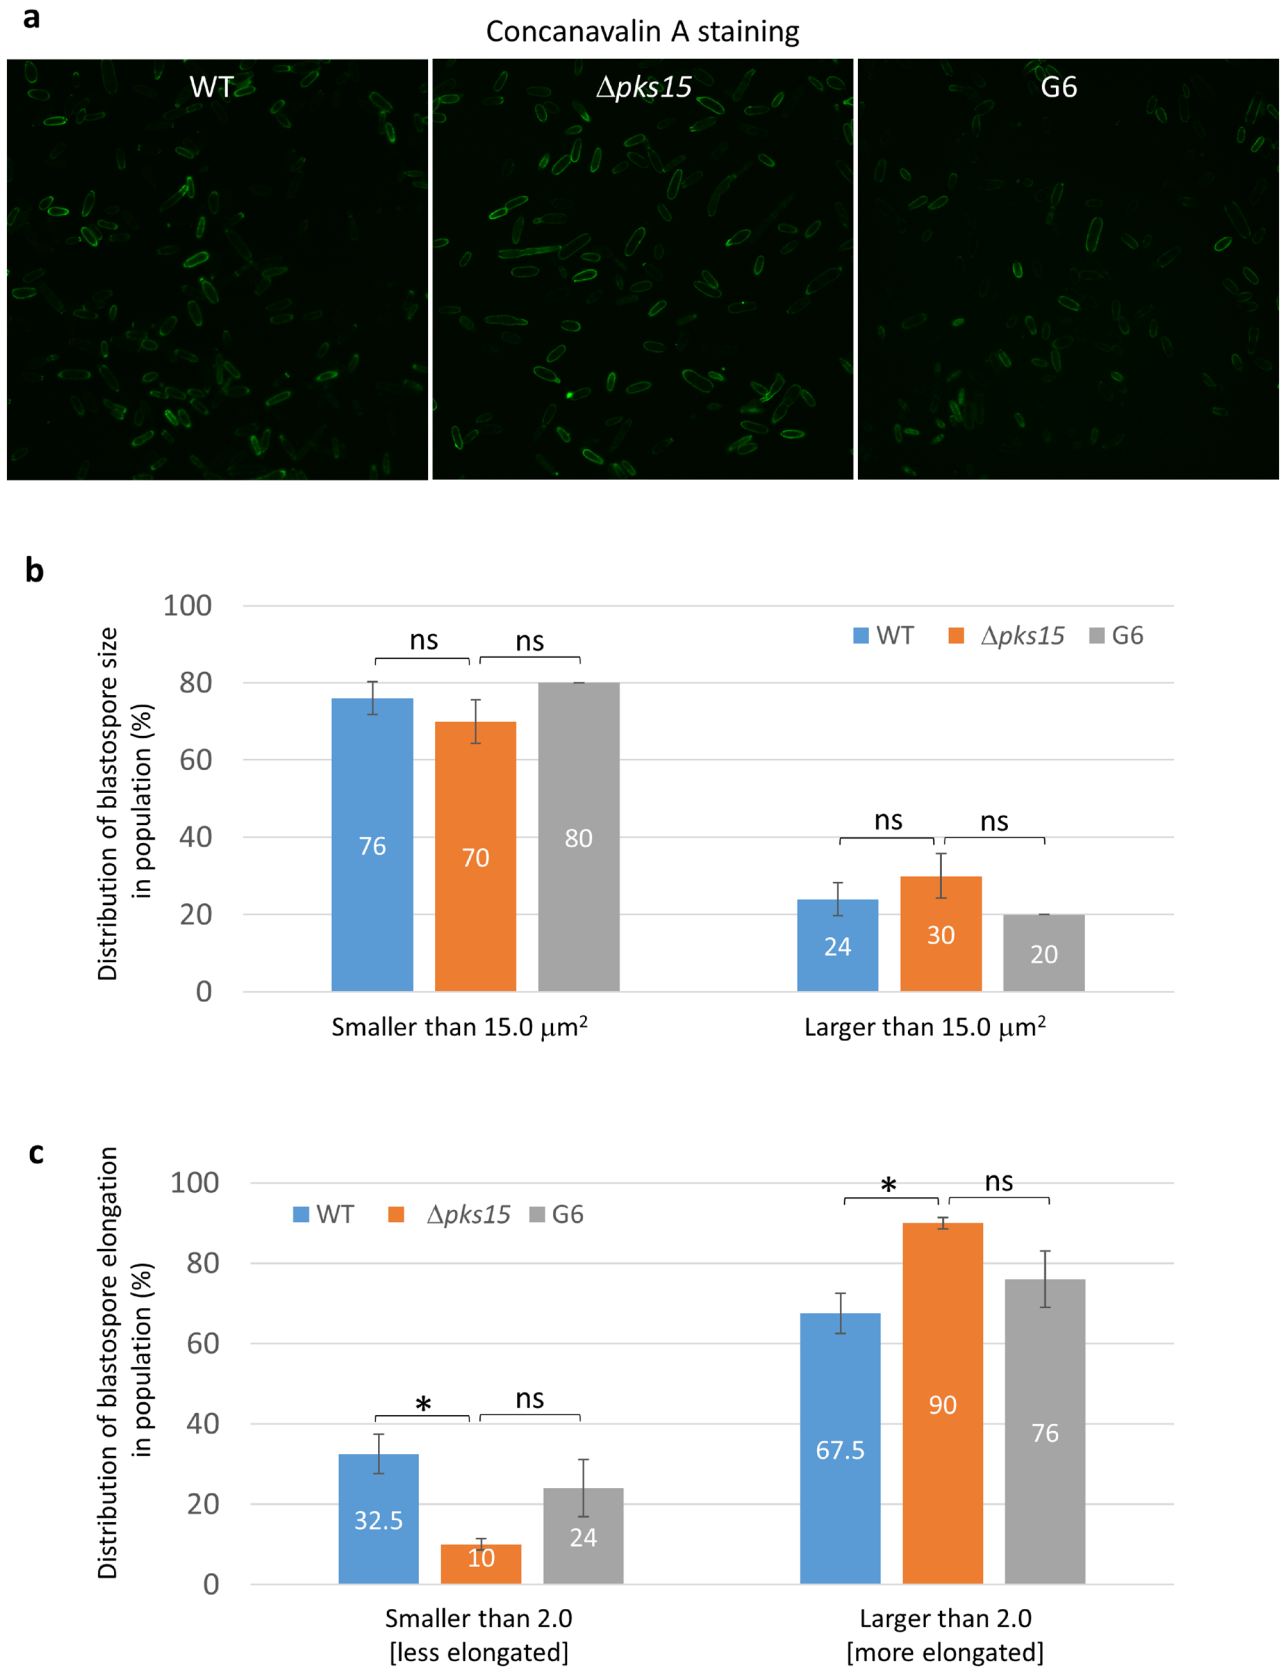 a
Concanavalin A staining
WT
Δpks15
G6
b
Distribution of blastospore size
in population (%)
100
80
60
40
20
0
WT Δpks15 G6
ns ns
ns ns
76 70 80
24 30 20
Smaller than 15.0 µm² Larger than 15.0 µm²
c
Distribution of blastospore elongation
in population (%)
100
80
60
40
20
0
WT Δpks15 G6
* ns
* ns
32.5 10 24
67.5 90 76
Smaller than 2.0
[less elongated]
Larger than 2.0
[more elongated]